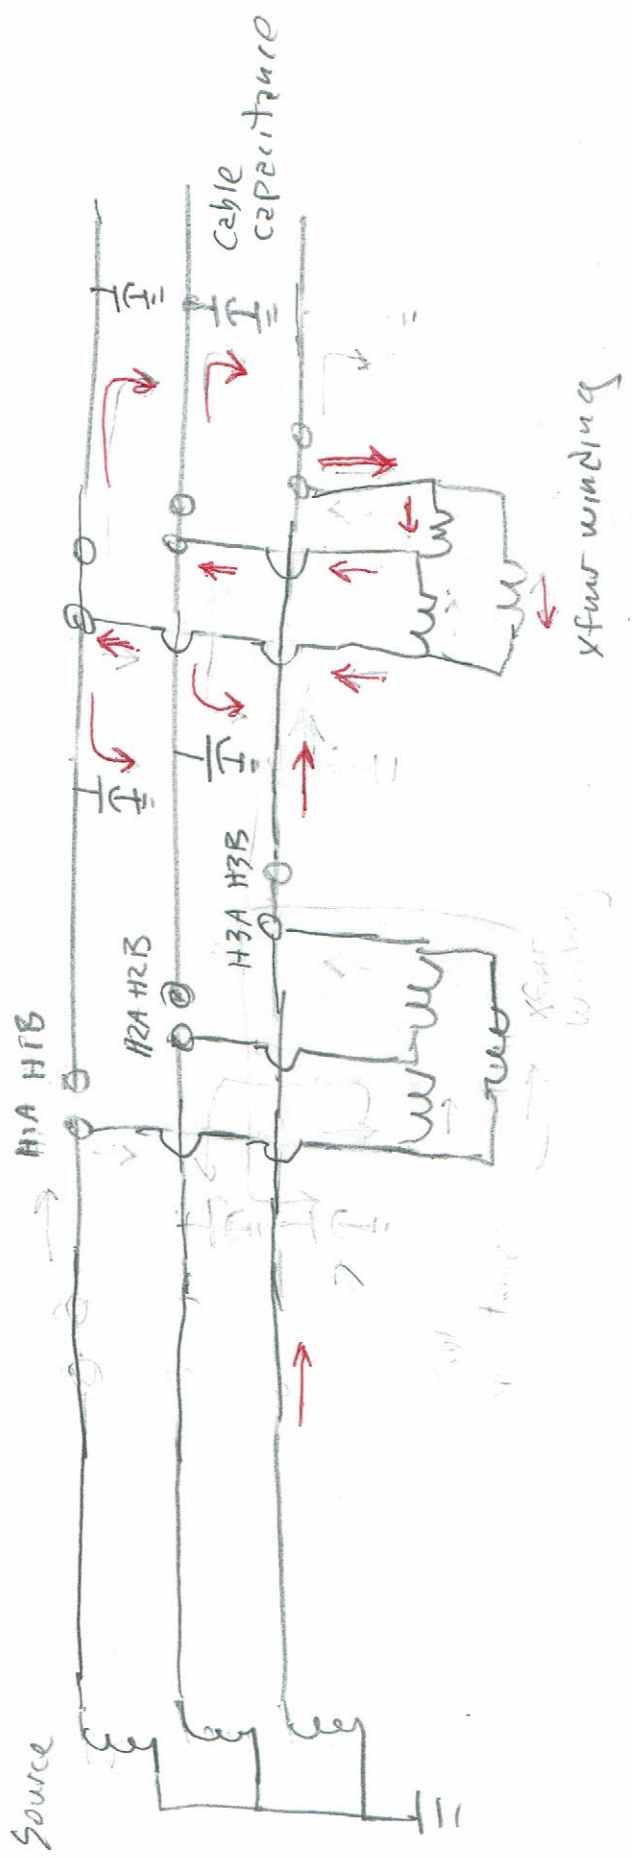 Source
H1A H1B
H2A H2B
H3A H3B
Cable
capacitance
xfmr winding